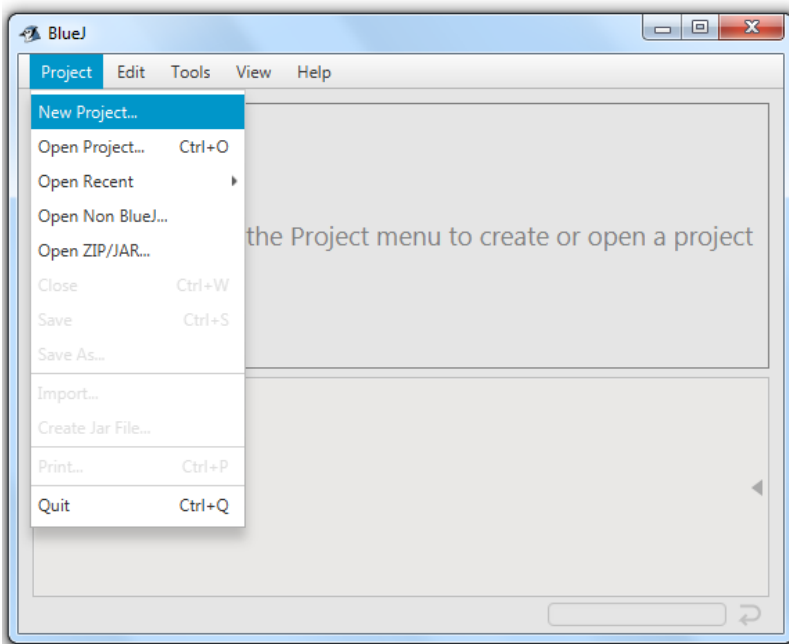 BlueJ
Project Edit Tools View Help
New Project...
Open Project... Ctrl+O
Open Recent
Open Non BlueJ...
the Project menu to create or open a project
Open ZIP/JAR...
Close Ctrl+W
Save Ctrl+S
Save As...
Import...
Create Jar File...
Print... Ctrl+P
Quit Ctrl+Q